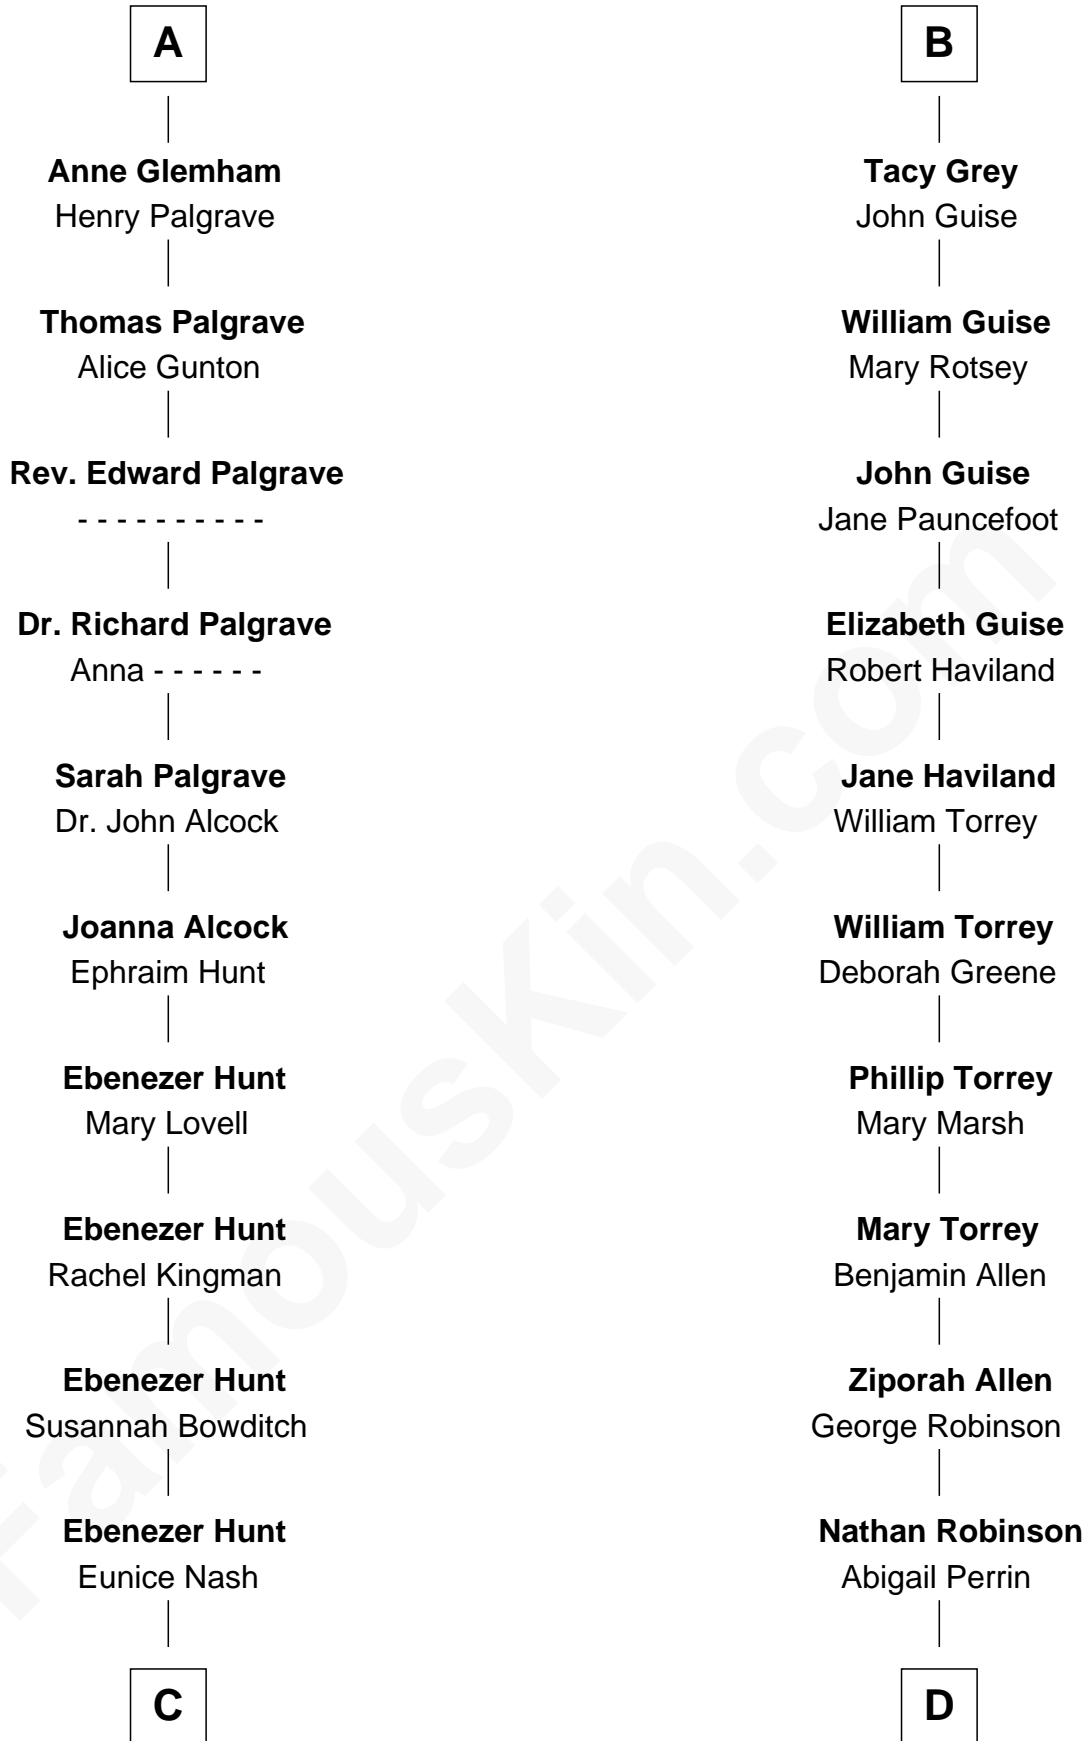 A
Anne Glemham
Henry Palgrave
Thomas Palgrave
Alice Gunton
Rev. Edward Palgrave
- - - - - - - - - -
Dr. Richard Palgrave
Anna - - - - - -
Sarah Palgrave
Dr. John Alcock
Joanna Alcock
Ephraim Hunt
Ebenezer Hunt
Mary Lovell
Ebenezer Hunt
Rachel Kingman
Ebenezer Hunt
Susannah Bowditch
Ebenezer Hunt
Eunice Nash
C
B
Tacy Grey
John Guise
William Guise
Mary Rotsey
John Guise
Jane Pauncefoot
Elizabeth Guise
Robert Haviland
Jane Haviland
William Torrey
William Torrey
Deborah Greene
Phillip Torrey
Mary Marsh
Mary Torrey
Benjamin Allen
Ziporah Allen
George Robinson
Nathan Robinson
Abigail Perrin
D
FamousKin.com